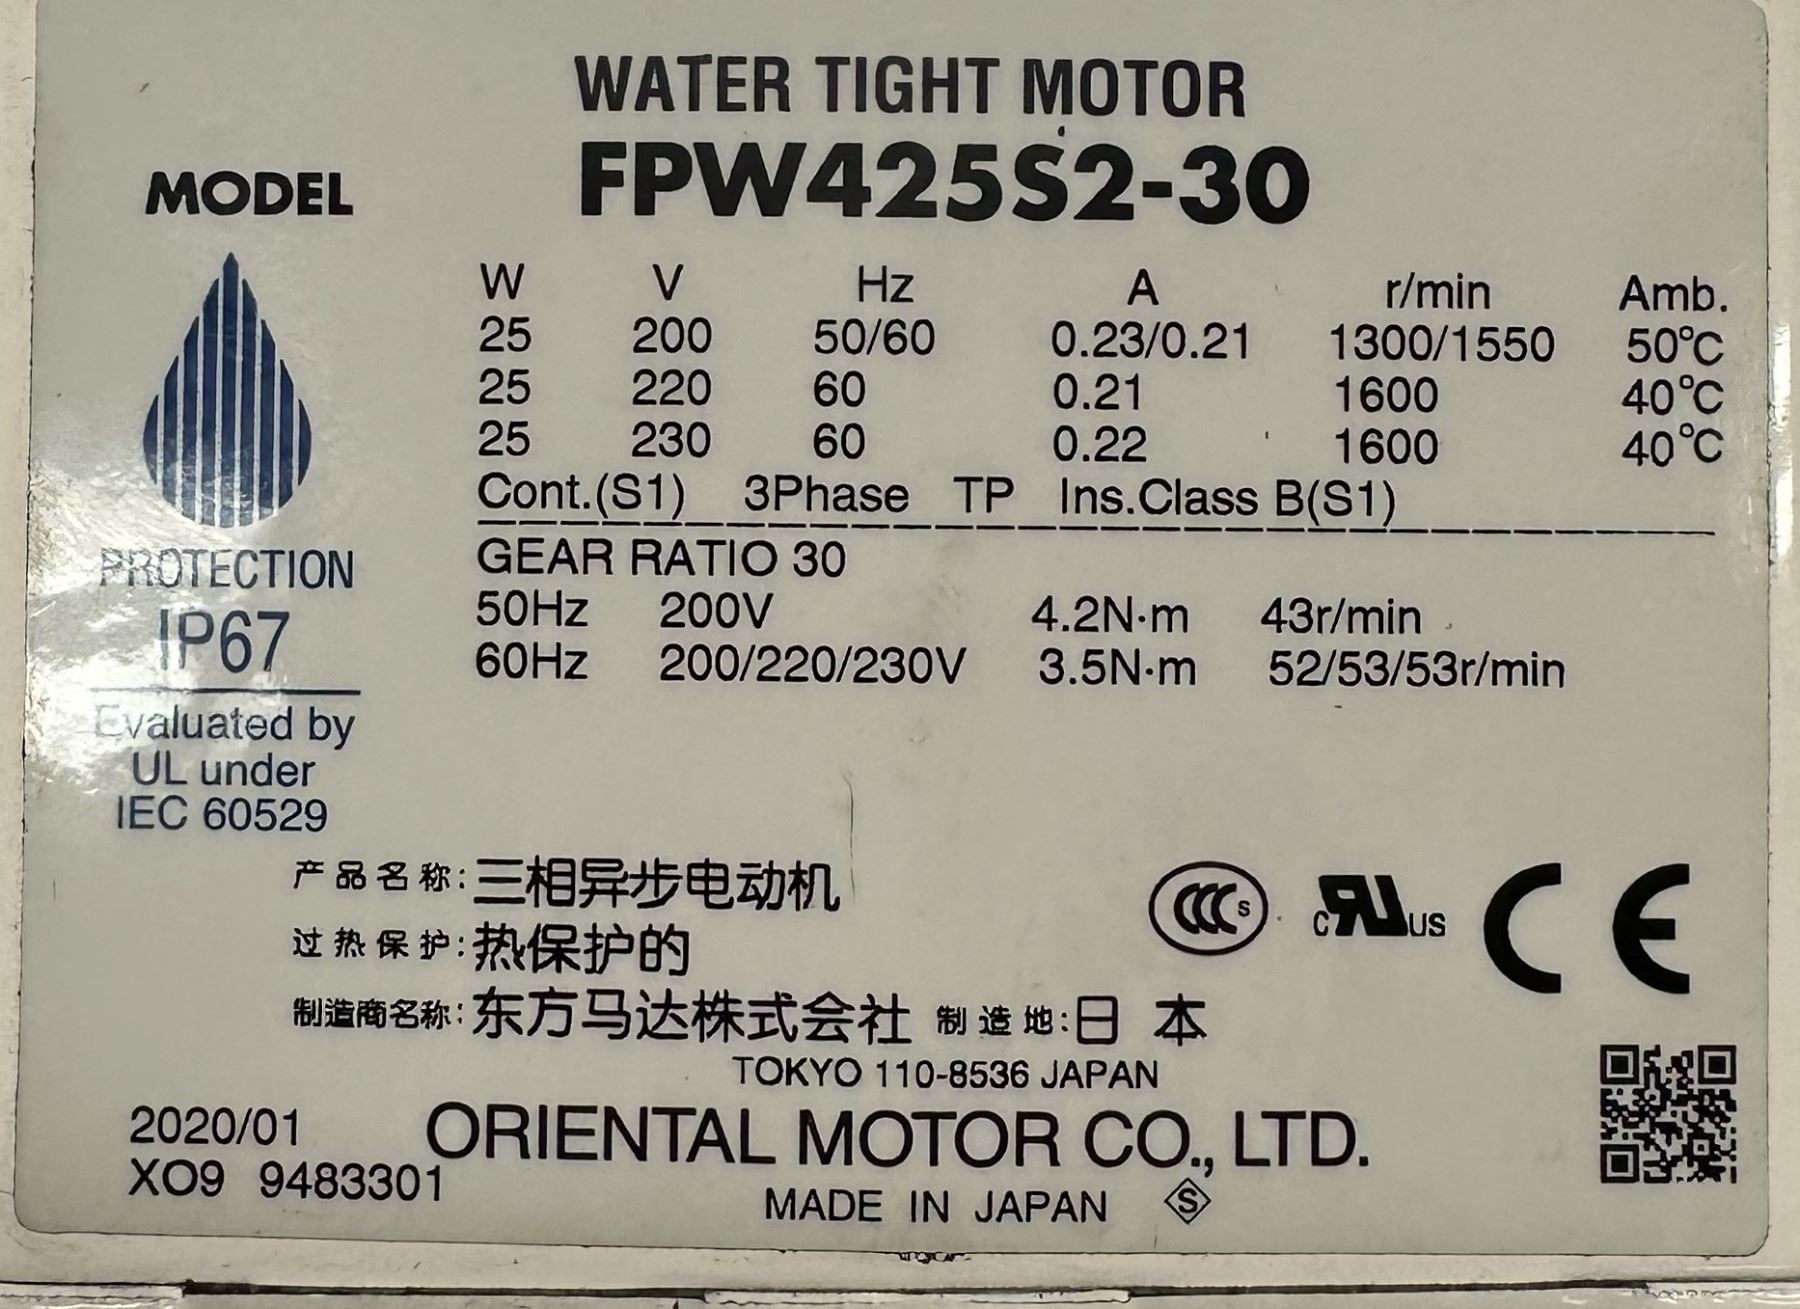 WATER TIGHT MOTOR
MODEL FPW425S2-30
W V Hz A r/min Amb.
25 200 50/60 0.23/0.21 1300/1550 50°C
25 220 60 0.21 1600 40°C
25 230 60 0.22 1600 40°C
Cont.(S1) 3Phase TP Ins.Class B(S1)
GEAR RATIO 30
50Hz 200V 4.2N·m 43r/min
60Hz 200/220/230V 3.5N·m 52/53/53r/min
PROTECTION
IP67
Evaluated by
UL under
IEC 60529
产品名称:三相异步电动机
过热保护:热保护的
制造商名称:东方马达株式会社 制造地:日本
CCC S
c RU US
CE
TOKYO 110-8536 JAPAN
2020/01
XO9 9483301
ORIENTAL MOTOR CO., LTD.
MADE IN JAPAN S